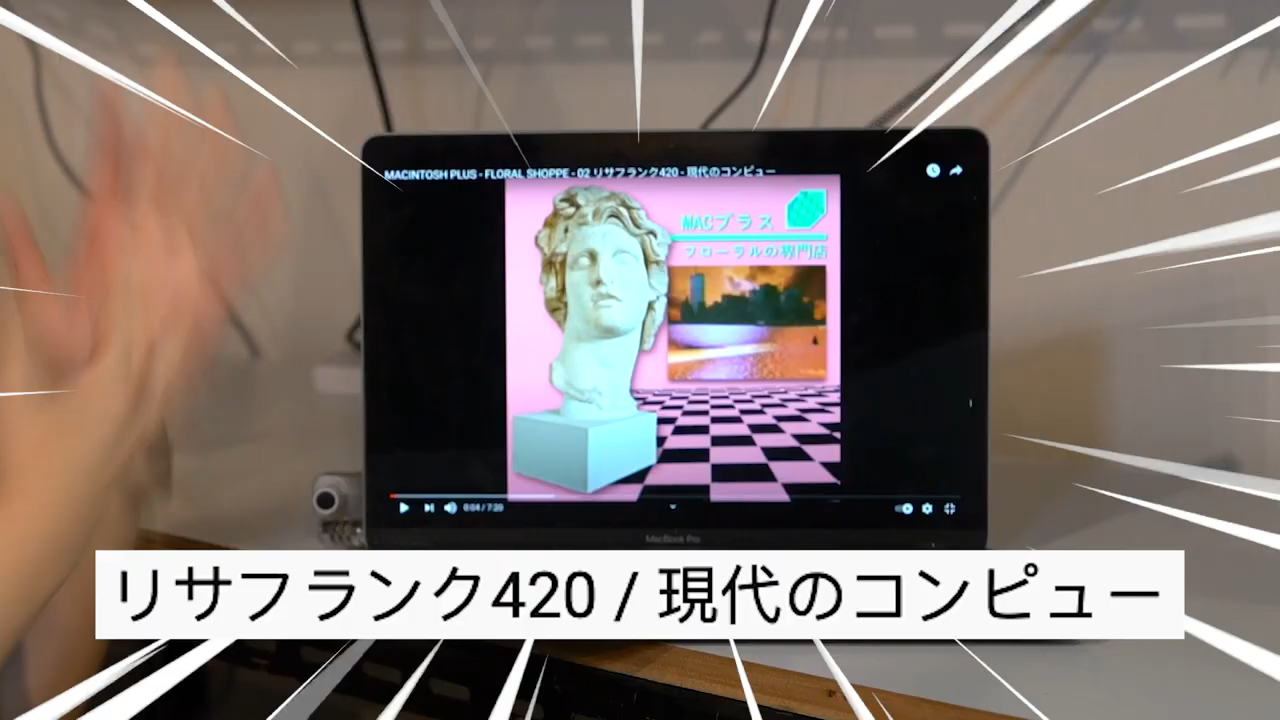 MACINTOSH PLUS - FLORAL SHOPPE - 02 リサフランク420 - 現代のコンピュー
MACプラス
フローラルの専門店
0:04 / 7:20
MacBook Pro
リサフランク420 / 現代のコンピュー